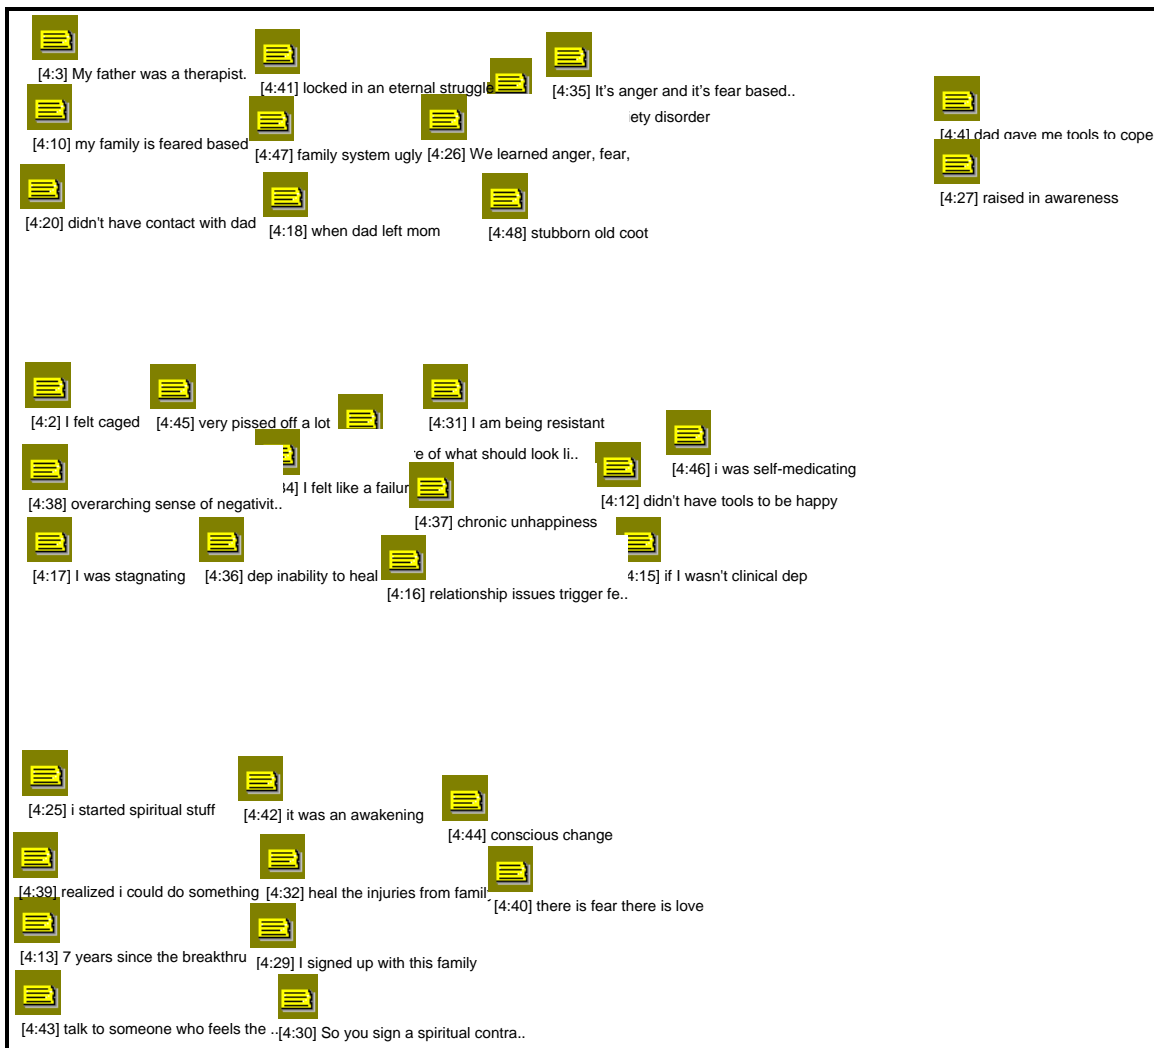 [4:3] My father was a therapist.
[4:41] locked in an eternal struggle
[4:35] It's anger and it's fear based..
iety disorder
[4:4] dad gave me tools to cope
[4:10] my family is feared based
[4:47] family system ugly
[4:26] We learned anger, fear,
[4:27] raised in awareness
[4:20] didn't have contact with dad
[4:18] when dad left mom
[4:48] stubborn old coot
[4:2] I felt caged
[4:45] very pissed off a lot
[4:31] I am being resistant
e of what should look li..
[4:46] i was self-medicating
[4:38] overarching sense of negativit..
34] I felt like a failur
[4:12] didn't have tools to be happy
[4:37] chronic unhappiness
[4:17] I was stagnating
[4:36] dep inability to heal
[4:16] relationship issues trigger fe..
4:15] if I wasn't clinical dep
[4:25] i started spiritual stuff
[4:42] it was an awakening
[4:44] conscious change
[4:39] realized i could do something
[4:32] heal the injuries from famil
[4:40] there is fear there is love
[4:13] 7 years since the breakthru
[4:29] I signed up with this family
[4:43] talk to someone who feels the ..
[4:30] So you sign a spiritual contra..